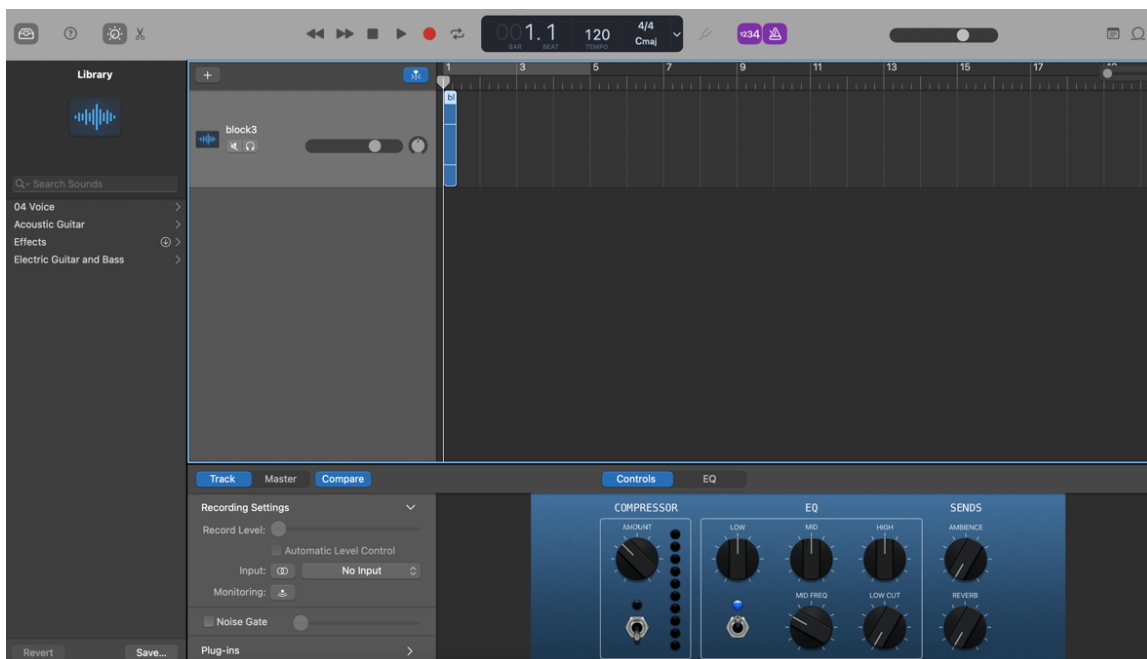 001. 1
BAR BEAT
120
TEMPO
4/4
Cmaj
1234
Library
Search Sounds
04 Voice
Acoustic Guitar
Effects
Electric Guitar and Bass
Revert Save...
+
1 3 5 7 9 11 13 15 17
block3
bl
Track Master Compare
Controls EQ
Recording Settings
Record Level:
Automatic Level Control
Input: No Input
Monitoring:
Noise Gate
Plug-ins
COMPRESSOR EQ SENDS
AMOUNT LOW MID HIGH AMBIENCE
MID FREQ LOW CUT REVERB